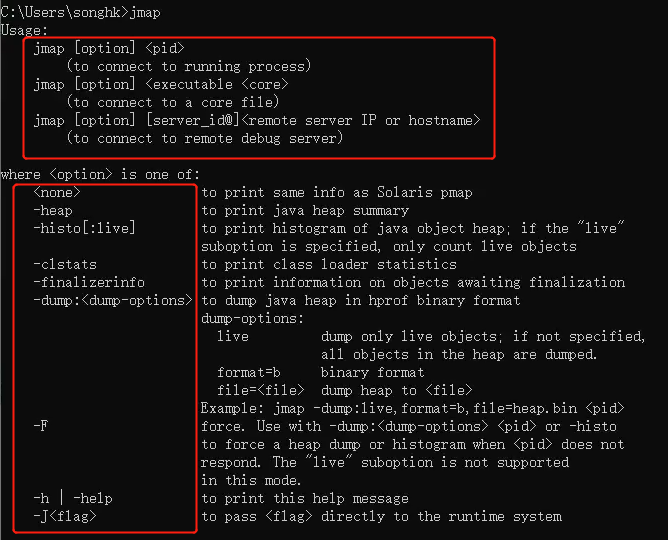 C:\Users\songhk>jmap
Usage:
    jmap [option] <pid>
        (to connect to running process)
    jmap [option] <executable <core>
        (to connect to a core file)
    jmap [option] [server_id@]<remote server IP or hostname>
        (to connect to remote debug server)

where <option> is one of:
    <none>               to print same info as Solaris pmap
    -heap                to print java heap summary
    -histo[:live]        to print histogram of java object heap; if the "live"
                         suboption is specified, only count live objects
    -clstats             to print class loader statistics
    -finalizerinfo       to print information on objects awaiting finalization
    -dump:<dump-options> to dump java heap in hprof binary format
                         dump-options:
                           live         dump only live objects; if not specified,
                                        all objects in the heap are dumped.
                           format=b     binary format
                           file=<file>  dump heap to <file>
                         Example: jmap -dump:live,format=b,file=heap.bin <pid>
    -F                   force. Use with -dump:<dump-options> <pid> or -histo
                         to force a heap dump or histogram when <pid> does not
                         respond. The "live" suboption is not supported
                         in this mode.
    -h | -help           to print this help message
    -J<flag>             to pass <flag> directly to the runtime system